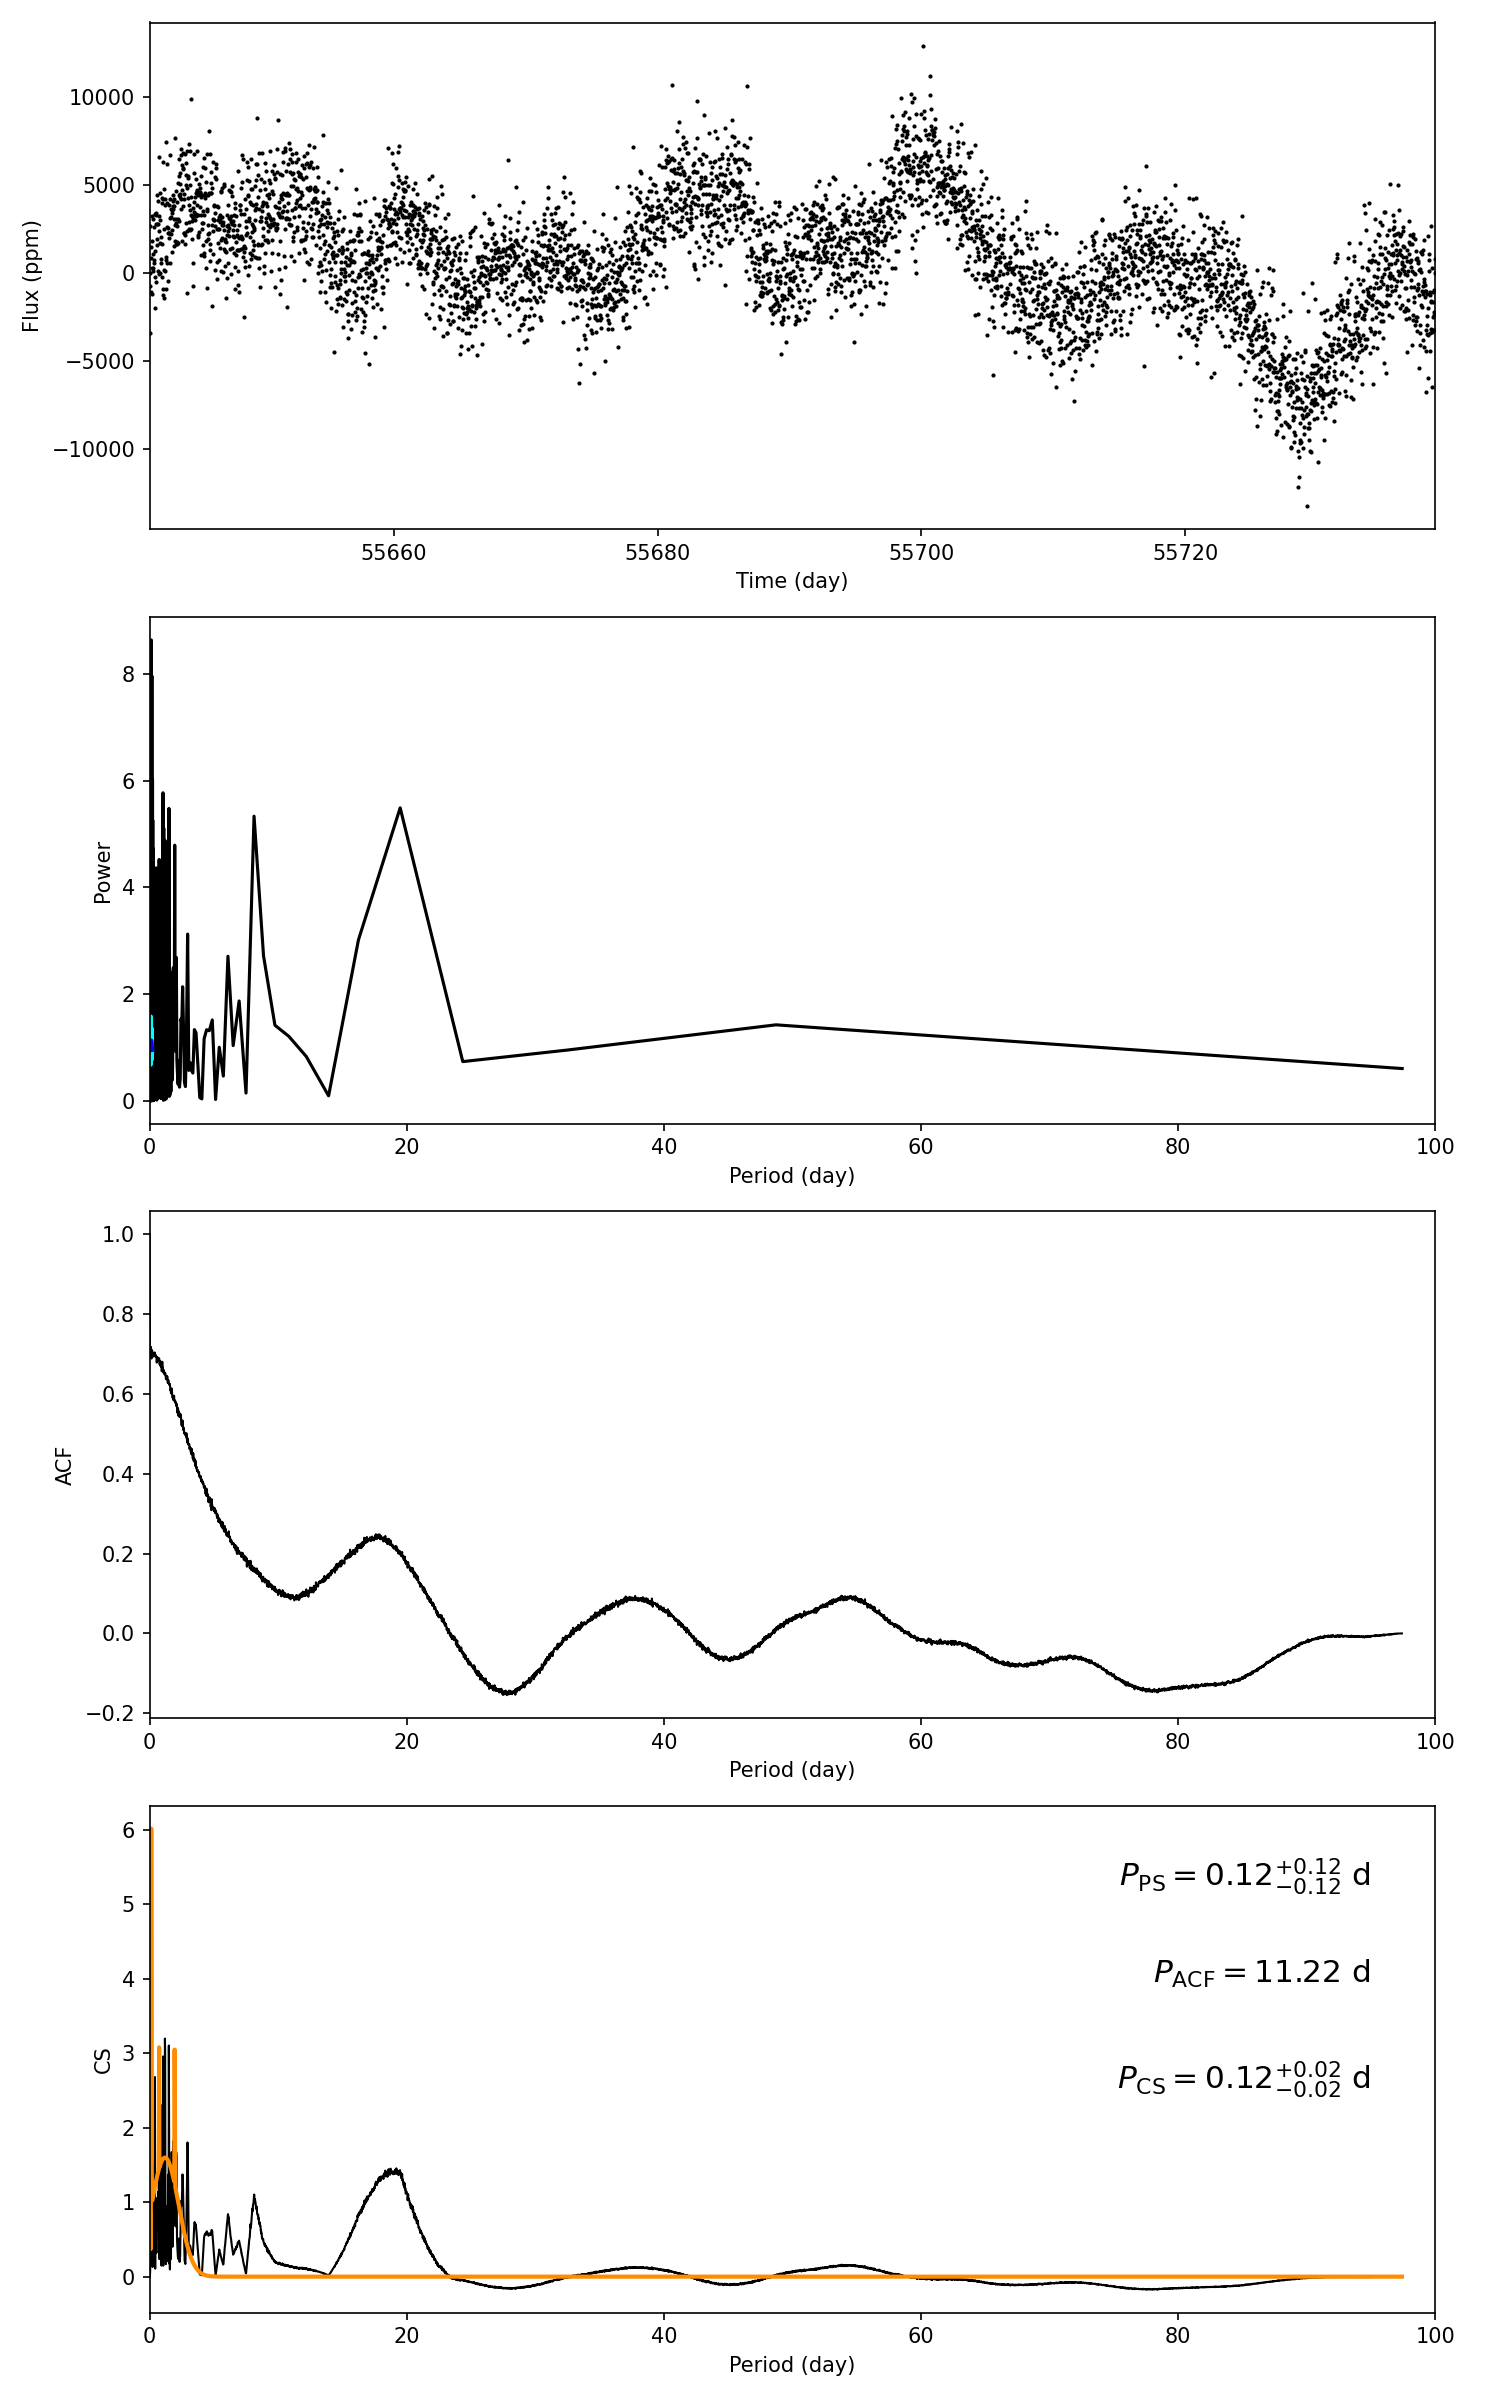 10000
5000
0
−5000
−10000
Flux (ppm)
55660 55680 55700 55720
Time (day)
8
6
4
2
0
Power
0 20 40 60 80 100
Period (day)
1.0
0.8
0.6
0.4
0.2
0.0
−0.2
ACF
0 20 40 60 80 100
Period (day)
6
5
4
3
2
1
0
CS
P_PS = 0.12^{+0.12}_{−0.12} d
P_ACF = 11.22 d
P_CS = 0.12^{+0.02}_{−0.02} d
0 20 40 60 80 100
Period (day)